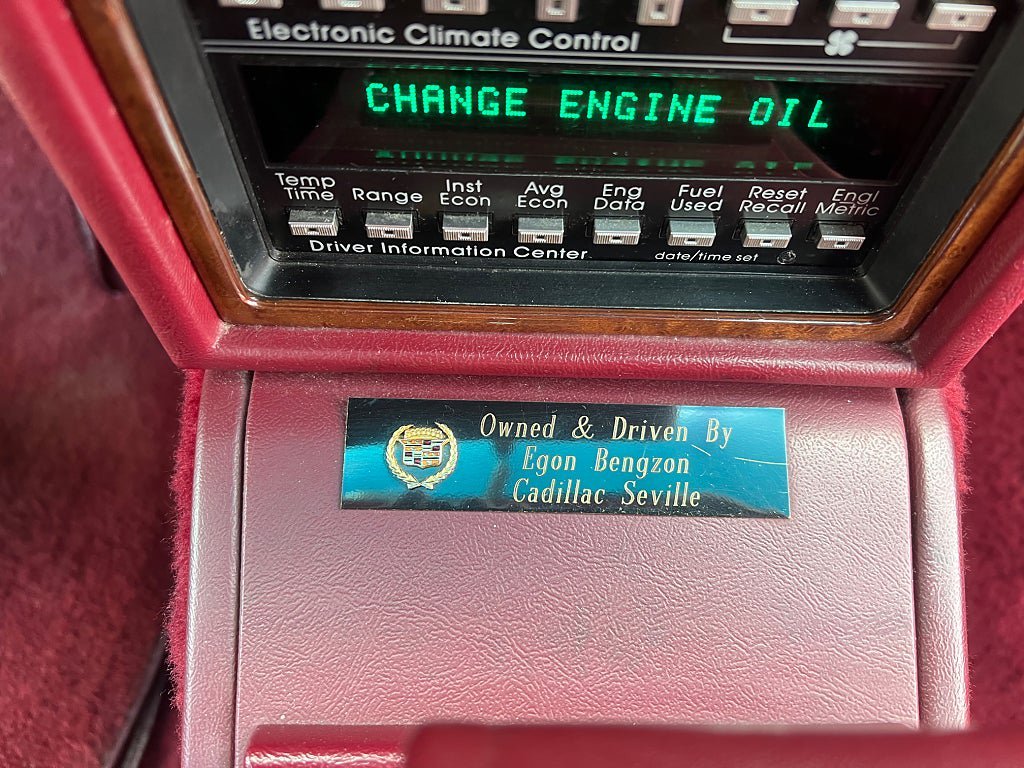 Electronic Climate Control
CHANGE ENGINE OIL
Temp Time Range Inst Econ Avg Econ Eng Data Fuel Used Reset Recall Engl Metric
Driver Information Center date/time set
Owned & Driven By
Egon Bengzon
Cadillac Seville